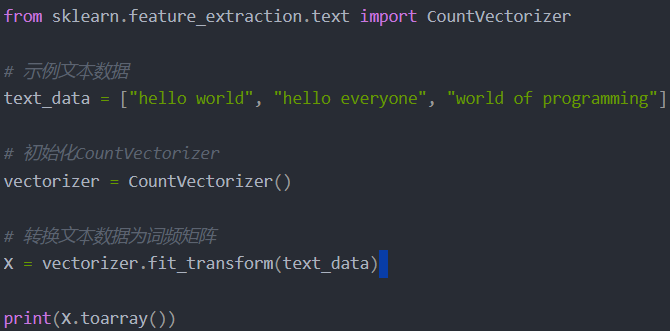 from sklearn.feature_extraction.text import CountVectorizer
# 示例文本数据
text_data = ["hello world", "hello everyone", "world of programming"]
# 初始化CountVectorizer
vectorizer = CountVectorizer()
# 转换文本数据为词频矩阵
X = vectorizer.fit_transform(text_data)
print(X.toarray())